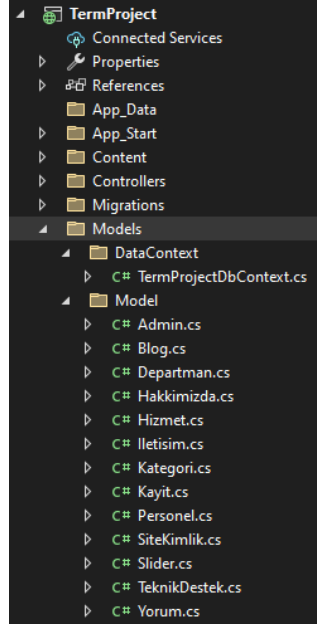 TermProject
Connected Services
Properties
References
App_Data
App_Start
Content
Controllers
Migrations
Models
DataContext
C# TermProjectDbContext.cs
Model
C# Admin.cs
C# Blog.cs
C# Departman.cs
C# Hakkimizda.cs
C# Hizmet.cs
C# Iletisim.cs
C# Kategori.cs
C# Kayit.cs
C# Personel.cs
C# SiteKimlik.cs
C# Slider.cs
C# TeknikDestek.cs
C# Yorum.cs